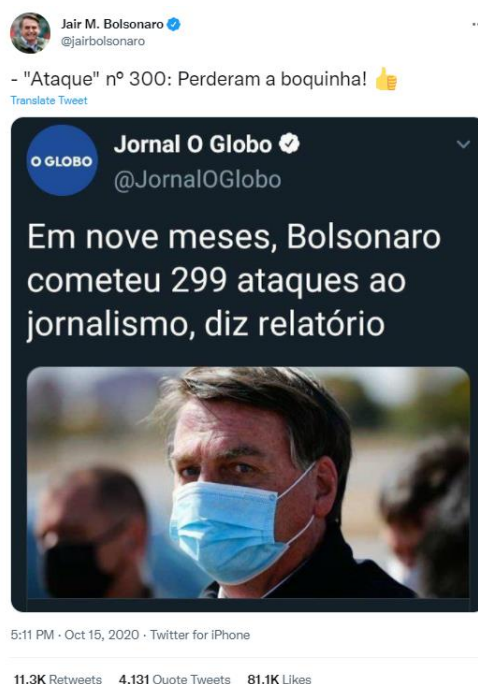 Jair M. Bolsonaro
@jairbolsonaro
- "Ataque" nº 300: Perderam a boquinha! 👍
Translate Tweet
O GLOBO
Jornal O Globo
@JornalOGlobo
Em nove meses, Bolsonaro
cometeu 299 ataques ao
jornalismo, diz relatório
5:11 PM · Oct 15, 2020 · Twitter for iPhone
11.3K Retweets 4,131 Quote Tweets 81.1K Likes